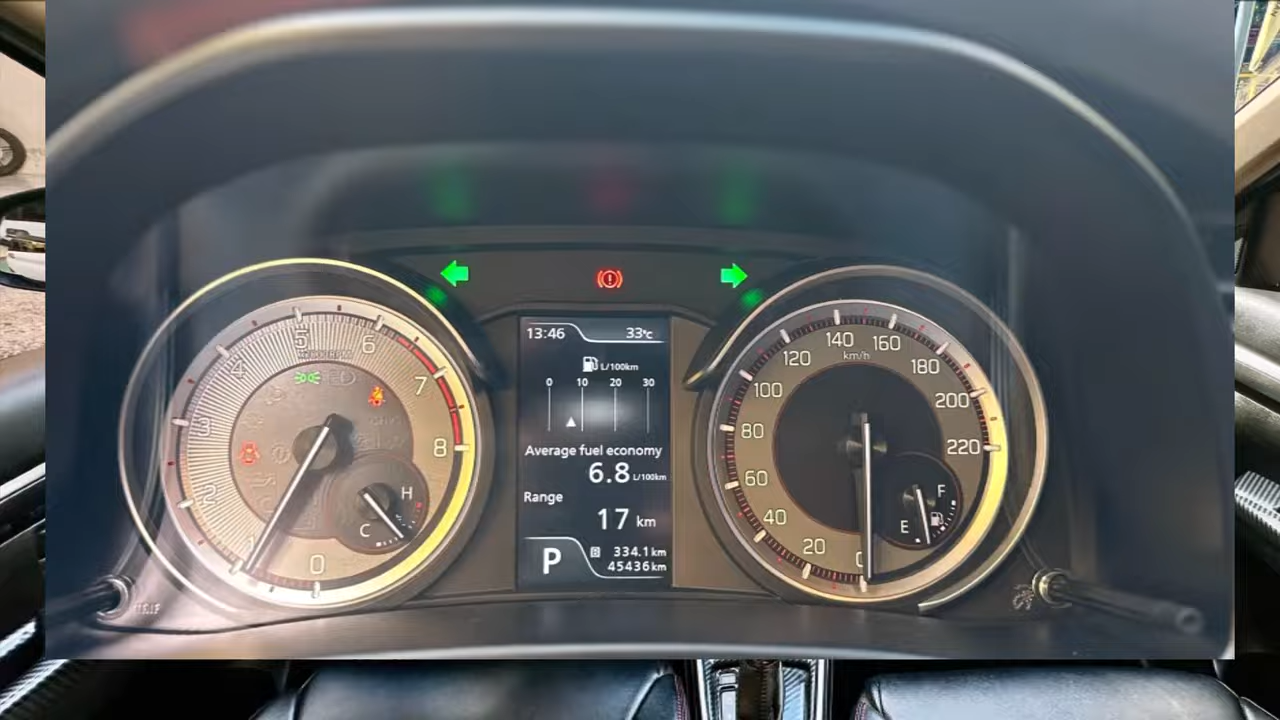 13:46 33°C
L/100km
0 10 20 30
Average fuel economy
6.8 L/100km
Range
17 km
P
B 334.1 km
45436 km
0
1
2
3
4
5
6
7
8
H
C
km/h
0
20
40
60
80
100
120
140
160
180
200
220
F
E